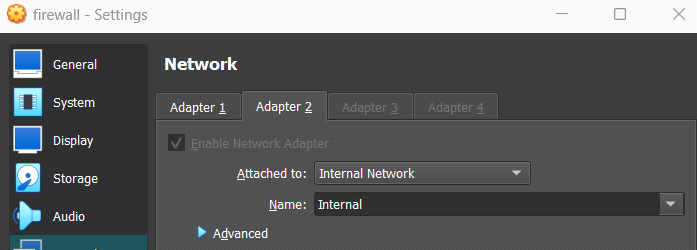 firewall - Settings
General
System
Display
Storage
Audio
Network
Adapter 1
Adapter 2
Adapter 3
Adapter 4
Enable Network Adapter
Attached to: Internal Network
Name: Internal
Advanced